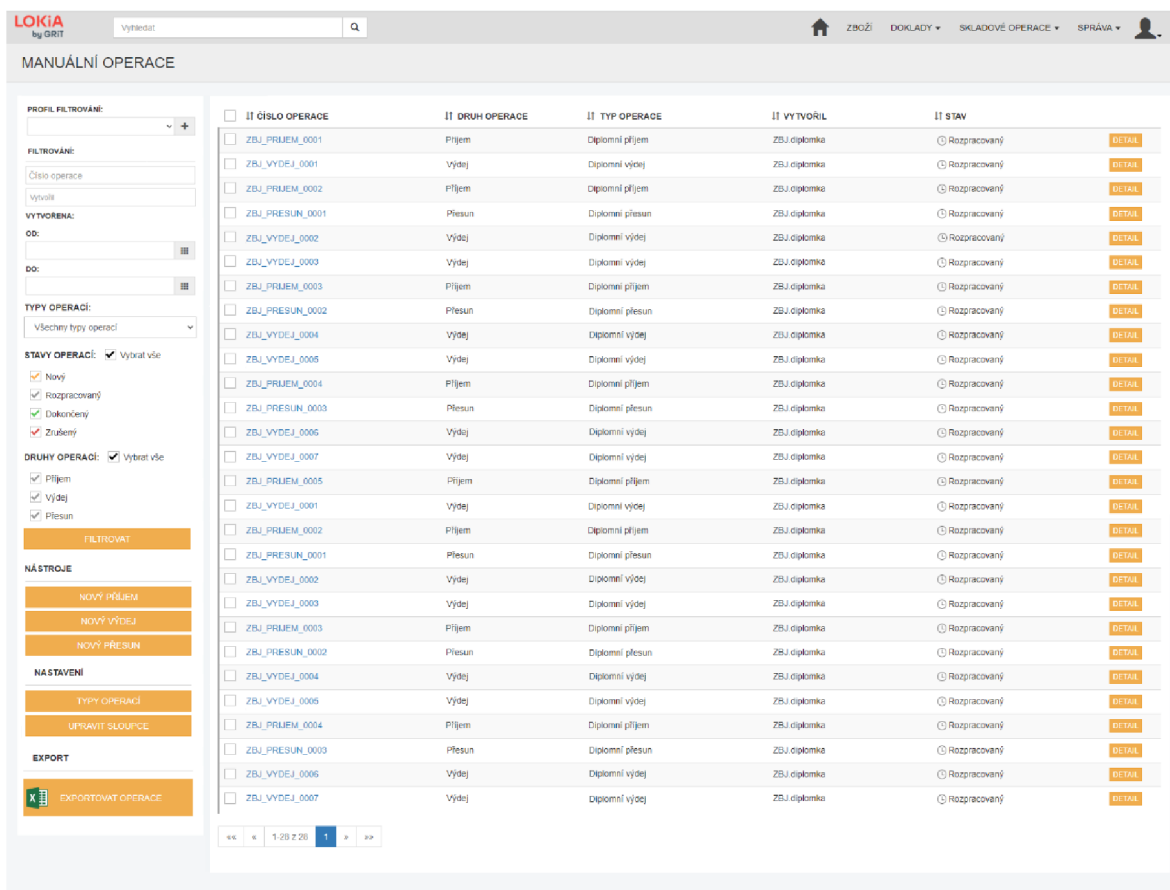 LOKiA
by GRiT
Vyhledat
ZBOŽÍ DOKLADY SKLADOVÉ OPERACE SPRÁVA
MANUÁLNÍ OPERACE
PROFIL FILTROVÁNÍ:
FILTROVÁNÍ:
Číslo operace
Vytvořil
VYTVOŘENA:
OD:
DO:
TYPY OPERACÍ:
Všechny typy operací
STAVY OPERACÍ: Vybrat vše
Nový
Rozpracovaný
Dokončený
Zrušený
DRUHY OPERACÍ: Vybrat vše
Příjem
Výdej
Přesun
FILTROVAT
NÁSTROJE
NOVÝ PŘÍJEM
NOVÝ VÝDEJ
NOVÝ PŘESUN
NASTAVENÍ
TYPY OPERACÍ
UPRAVIT SLOUPCE
EXPORT
EXPORTOVAT OPERACE
ČÍSLO OPERACE DRUH OPERACE TYP OPERACE VYTVOŘIL STAV
ZBJ_PRIJEM_0001 Příjem Diplomní příjem ZBJ.diplomka Rozpracovaný DETAIL
ZBJ_VYDEJ_0001 Výdej Diplomní výdej ZBJ.diplomka Rozpracovaný DETAIL
ZBJ_PRIJEM_0002 Příjem Diplomní příjem ZBJ.diplomka Rozpracovaný DETAIL
ZBJ_PRESUN_0001 Přesun Diplomní přesun ZBJ.diplomka Rozpracovaný DETAIL
ZBJ_VYDEJ_0002 Výdej Diplomní výdej ZBJ.diplomka Rozpracovaný DETAIL
ZBJ_VYDEJ_0003 Výdej Diplomní výdej ZBJ.diplomka Rozpracovaný DETAIL
ZBJ_PRIJEM_0003 Příjem Diplomní příjem ZBJ.diplomka Rozpracovaný DETAIL
ZBJ_PRESUN_0002 Přesun Diplomní přesun ZBJ.diplomka Rozpracovaný DETAIL
ZBJ_VYDEJ_0004 Výdej Diplomní výdej ZBJ.diplomka Rozpracovaný DETAIL
ZBJ_VYDEJ_0005 Výdej Diplomní výdej ZBJ.diplomka Rozpracovaný DETAIL
ZBJ_PRIJEM_0004 Příjem Diplomní příjem ZBJ.diplomka Rozpracovaný DETAIL
ZBJ_PRESUN_0003 Přesun Diplomní přesun ZBJ.diplomka Rozpracovaný DETAIL
ZBJ_VYDEJ_0006 Výdej Diplomní výdej ZBJ.diplomka Rozpracovaný DETAIL
ZBJ_VYDEJ_0007 Výdej Diplomní výdej ZBJ.diplomka Rozpracovaný DETAIL
ZBJ_PRIJEM_0005 Příjem Diplomní příjem ZBJ.diplomka Rozpracovaný DETAIL
ZBJ_VYDEJ_0001 Výdej Diplomní výdej ZBJ.diplomka Rozpracovaný DETAIL
ZBJ_PRIJEM_0002 Příjem Diplomní příjem ZBJ.diplomka Rozpracovaný DETAIL
ZBJ_PRESUN_0001 Přesun Diplomní přesun ZBJ.diplomka Rozpracovaný DETAIL
ZBJ_VYDEJ_0002 Výdej Diplomní výdej ZBJ.diplomka Rozpracovaný DETAIL
ZBJ_VYDEJ_0003 Výdej Diplomní výdej ZBJ.diplomka Rozpracovaný DETAIL
ZBJ_PRIJEM_0003 Příjem Diplomní příjem ZBJ.diplomka Rozpracovaný DETAIL
ZBJ_PRESUN_0002 Přesun Diplomní přesun ZBJ.diplomka Rozpracovaný DETAIL
ZBJ_VYDEJ_0004 Výdej Diplomní výdej ZBJ.diplomka Rozpracovaný DETAIL
ZBJ_VYDEJ_0005 Výdej Diplomní výdej ZBJ.diplomka Rozpracovaný DETAIL
ZBJ_PRIJEM_0004 Příjem Diplomní příjem ZBJ.diplomka Rozpracovaný DETAIL
ZBJ_PRESUN_0003 Přesun Diplomní přesun ZBJ.diplomka Rozpracovaný DETAIL
ZBJ_VYDEJ_0006 Výdej Diplomní výdej ZBJ.diplomka Rozpracovaný DETAIL
ZBJ_VYDEJ_0007 Výdej Diplomní výdej ZBJ.diplomka Rozpracovaný DETAIL
«« « 1-28 z 28 1 » »»